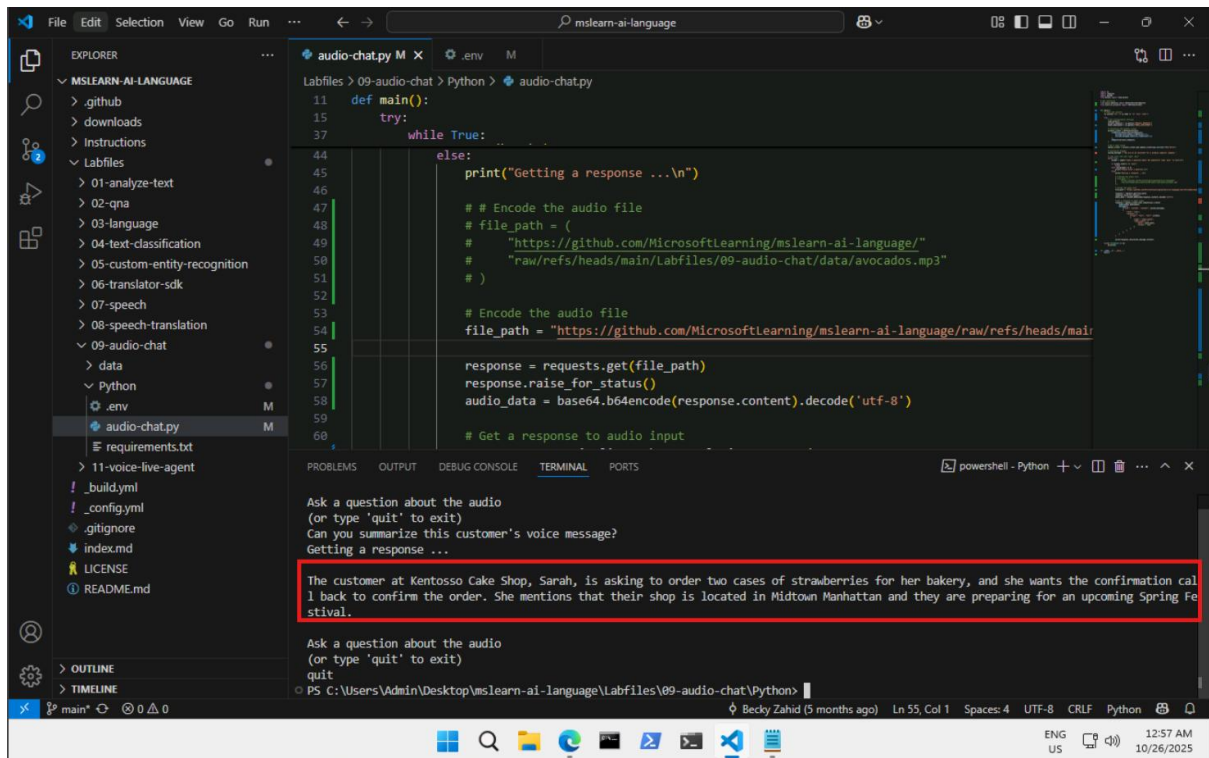 File Edit Selection View Go Run ··· mslearn-ai-language
EXPLORER
MSLEARN-AI-LANGUAGE
.github
downloads
Instructions
Labfiles
01-analyze-text
02-qna
03-language
04-text-classification
05-custom-entity-recognition
06-translator-sdk
07-speech
08-speech-translation
09-audio-chat
data
Python
.env M
audio-chat.py M
requirements.txt
11-voice-live-agent
_build.yml
_config.yml
.gitignore
index.md
LICENSE
README.md
OUTLINE
TIMELINE
audio-chat.py M .env M
Labfiles > 09-audio-chat > Python > audio-chat.py
11 def main():
15 try:
37 while True:
44 else:
45 print("Getting a response ...\n")
46
47 # Encode the audio file
48 # file_path = (
49 # "https://github.com/MicrosoftLearning/mslearn-ai-language/"
50 # "raw/refs/heads/main/Labfiles/09-audio-chat/data/avocados.mp3"
51 # )
52
53 # Encode the audio file
54 file_path = "https://github.com/MicrosoftLearning/mslearn-ai-language/raw/refs/heads/main
55
56 response = requests.get(file_path)
57 response.raise_for_status()
58 audio_data = base64.b64encode(response.content).decode('utf-8')
59
60 # Get a response to audio input
PROBLEMS OUTPUT DEBUG CONSOLE TERMINAL PORTS powershell - Python
Ask a question about the audio
(or type 'quit' to exit)
Can you summarize this customer's voice message?
Getting a response ...
The customer at Kentosso Cake Shop, Sarah, is asking to order two cases of strawberries for her bakery, and she wants the confirmation cal
l back to confirm the order. She mentions that their shop is located in Midtown Manhattan and they are preparing for an upcoming Spring Fe
stival.
Ask a question about the audio
(or type 'quit' to exit)
quit
PS C:\Users\Admin\Desktop\mslearn-ai-language\Labfiles\09-audio-chat\Python>
main* 0 0 Becky Zahid (5 months ago) Ln 55, Col 1 Spaces: 4 UTF-8 CRLF Python
ENG
US
12:57 AM
10/26/2025